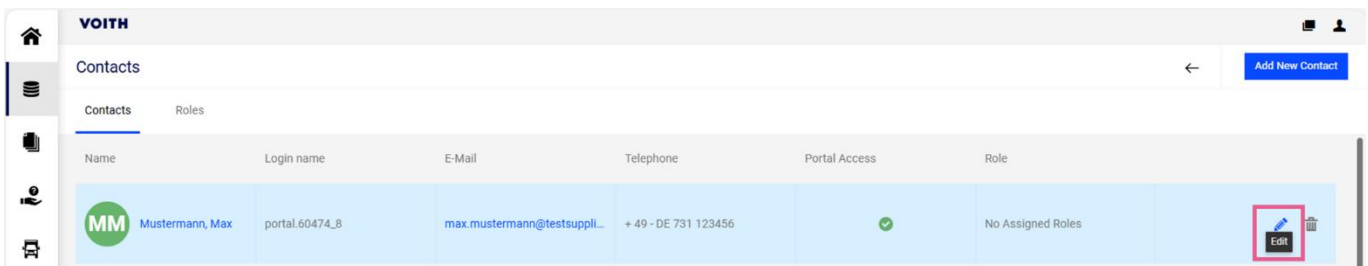 VOITH
Contacts
Add New Contact
Contacts Roles
Name Login name E-Mail Telephone Portal Access Role
MM Mustermann, Max portal.60474_8 max.mustermann@testsuppli... + 49 - DE 731 123456 No Assigned Roles
Edit